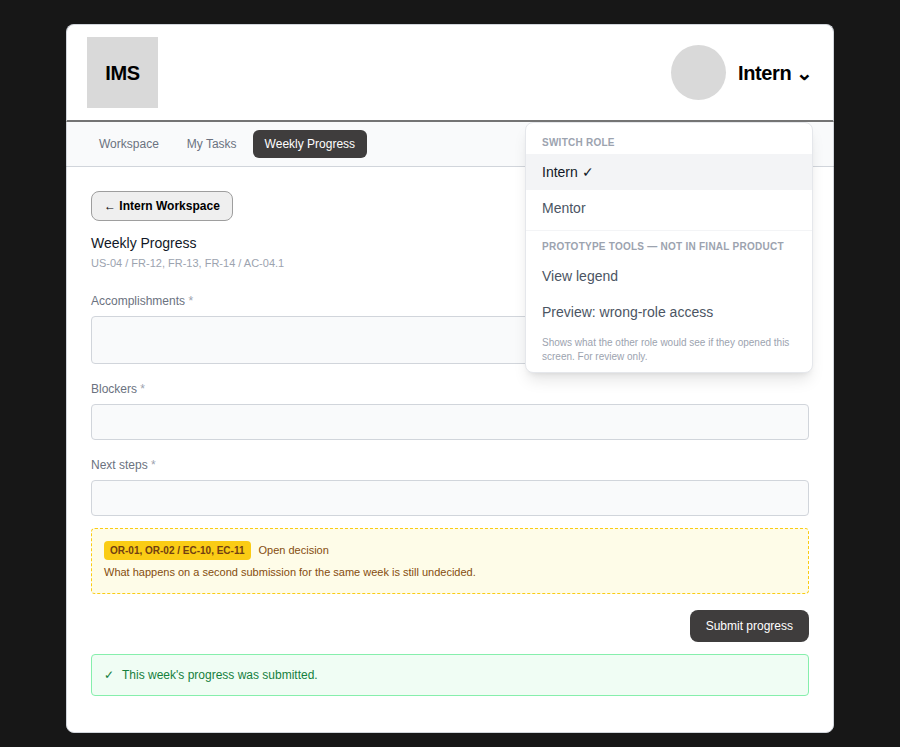 IMS
Intern ⌄
Workspace
My Tasks
Weekly Progress
SWITCH ROLE
Intern ✓
Mentor
PROTOTYPE TOOLS — NOT IN FINAL PRODUCT
View legend
Preview: wrong-role access
Shows what the other role would see if they opened this
screen. For review only.
← Intern Workspace
Weekly Progress
US-04 / FR-12, FR-13, FR-14 / AC-04.1
Accomplishments *
Blockers *
Next steps *
OR-01, OR-02 / EC-10, EC-11 Open decision
What happens on a second submission for the same week is still undecided.
Submit progress
✓ This week's progress was submitted.